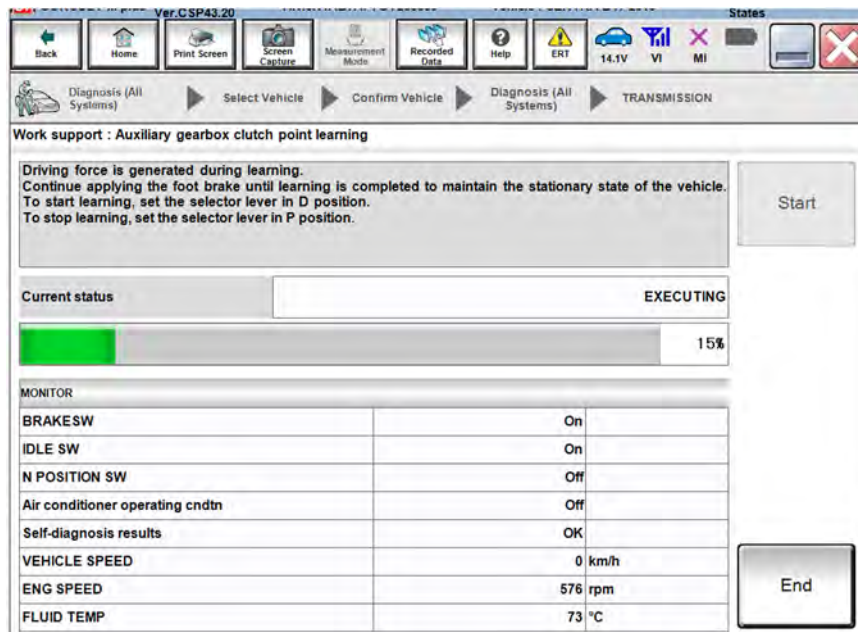 Ver.CSP43.20
States
Back
Home
Print Screen
Screen Capture
Measurement Mode
Recorded Data
Help
ERT
14.1V
VI
MI
Diagnosis (All Systems)
Select Vehicle
Confirm Vehicle
Diagnosis (All Systems)
TRANSMISSION
Work support : Auxiliary gearbox clutch point learning
Driving force is generated during learning.
Continue applying the foot brake until learning is completed to maintain the stationary state of the vehicle.
To start learning, set the selector lever in D position.
To stop learning, set the selector lever in P position.
Start
Current status EXECUTING
15%
MONITOR
BRAKESW On
IDLE SW On
N POSITION SW Off
Air conditioner operating cndtn Off
Self-diagnosis results OK
VEHICLE SPEED 0 km/h
ENG SPEED 576 rpm
FLUID TEMP 73 °C
End